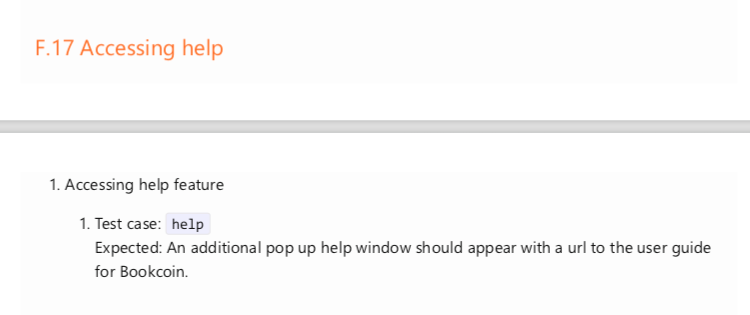 F.17 Accessing help
1. Accessing help feature
1. Test case: help
Expected: An additional pop up help window should appear with a url to the user guide
for Bookcoin.